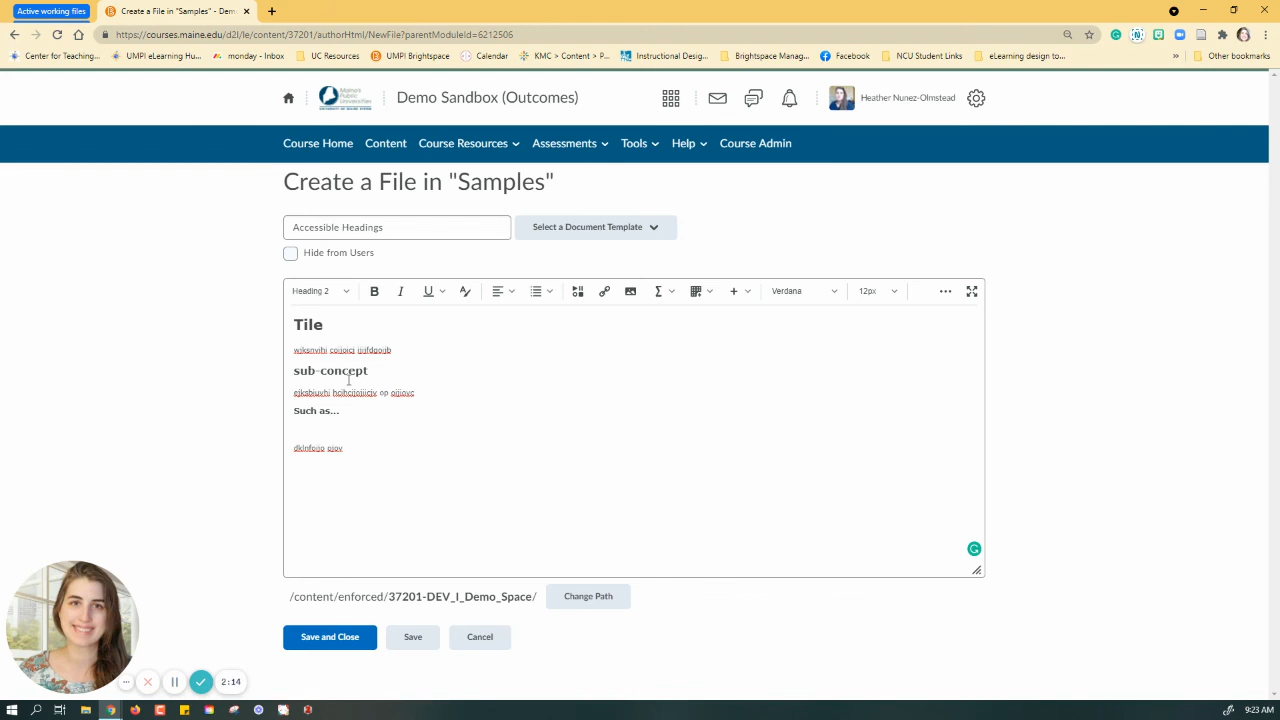 Active working files
Create a File in "Samples" - Dem
https://courses.maine.edu/d2l/le/content/37201/authorHtml/NewFile?parentModuleId=6212506
Center for Teaching... UMPI eLearning Hu... monday - Inbox UC Resources UMPI Brightspace Calendar KMC > Content > P... Instructional Design... Brightspace Manag... Facebook NCU Student Links eLearning design to... » Other bookmarks
Demo Sandbox (Outcomes)
Heather Nunez-Olmstead
Course Home Content Course Resources Assessments Tools Help Course Admin
Create a File in "Samples"
Accessible Headings
Select a Document Template
Hide from Users
Heading 2 B I U Verdana 12px
Tile
sub-concept
Such as...
/content/enforced/37201-DEV_I_Demo_Space/
Change Path
Save and Close Save Cancel
2:14
9:23 AM